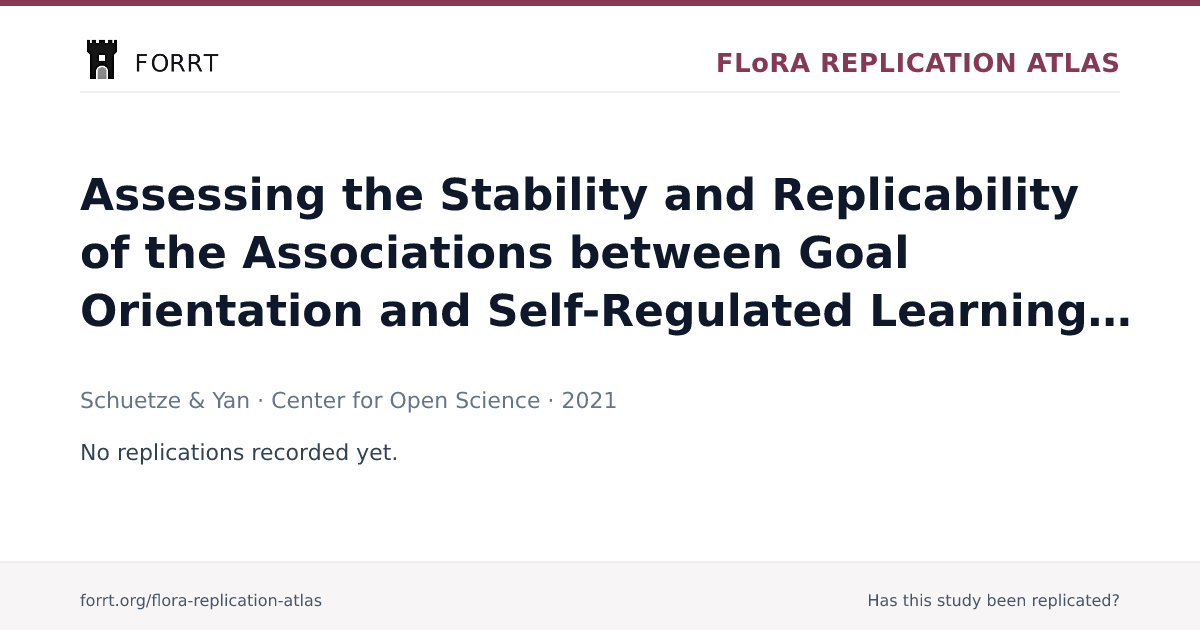 FORRT
FLoRA REPLICATION ATLAS
Assessing the Stability and Replicability
of the Associations between Goal
Orientation and Self-Regulated Learning...
Schuetze & Yan · Center for Open Science · 2021
No replications recorded yet.
forrt.org/flora-replication-atlas
Has this study been replicated?